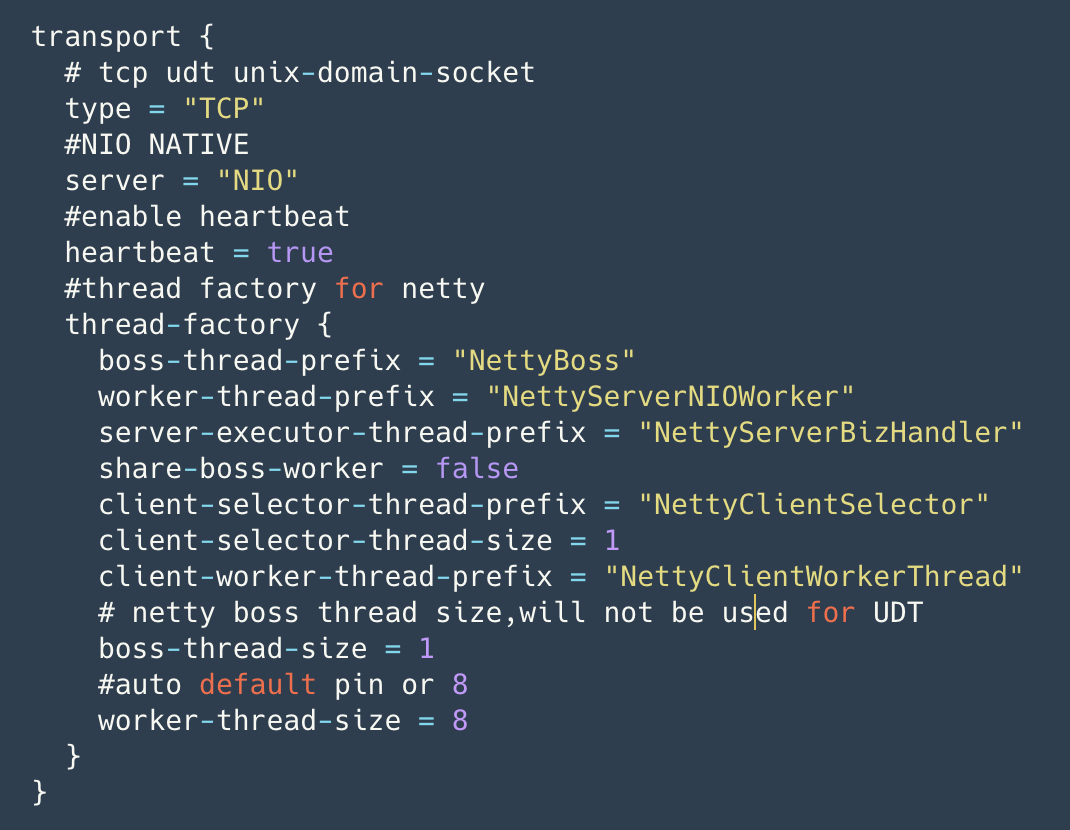 transport {
  # tcp udt unix-domain-socket
  type = "TCP"
  #NIO NATIVE
  server = "NIO"
  #enable heartbeat
  heartbeat = true
  #thread factory for netty
  thread-factory {
    boss-thread-prefix = "NettyBoss"
    worker-thread-prefix = "NettyServerNIOWorker"
    server-executor-thread-prefix = "NettyServerBizHandler"
    share-boss-worker = false
    client-selector-thread-prefix = "NettyClientSelector"
    client-selector-thread-size = 1
    client-worker-thread-prefix = "NettyClientWorkerThread"
    # netty boss thread size,will not be used for UDT
    boss-thread-size = 1
    #auto default pin or 8
    worker-thread-size = 8
  }
}